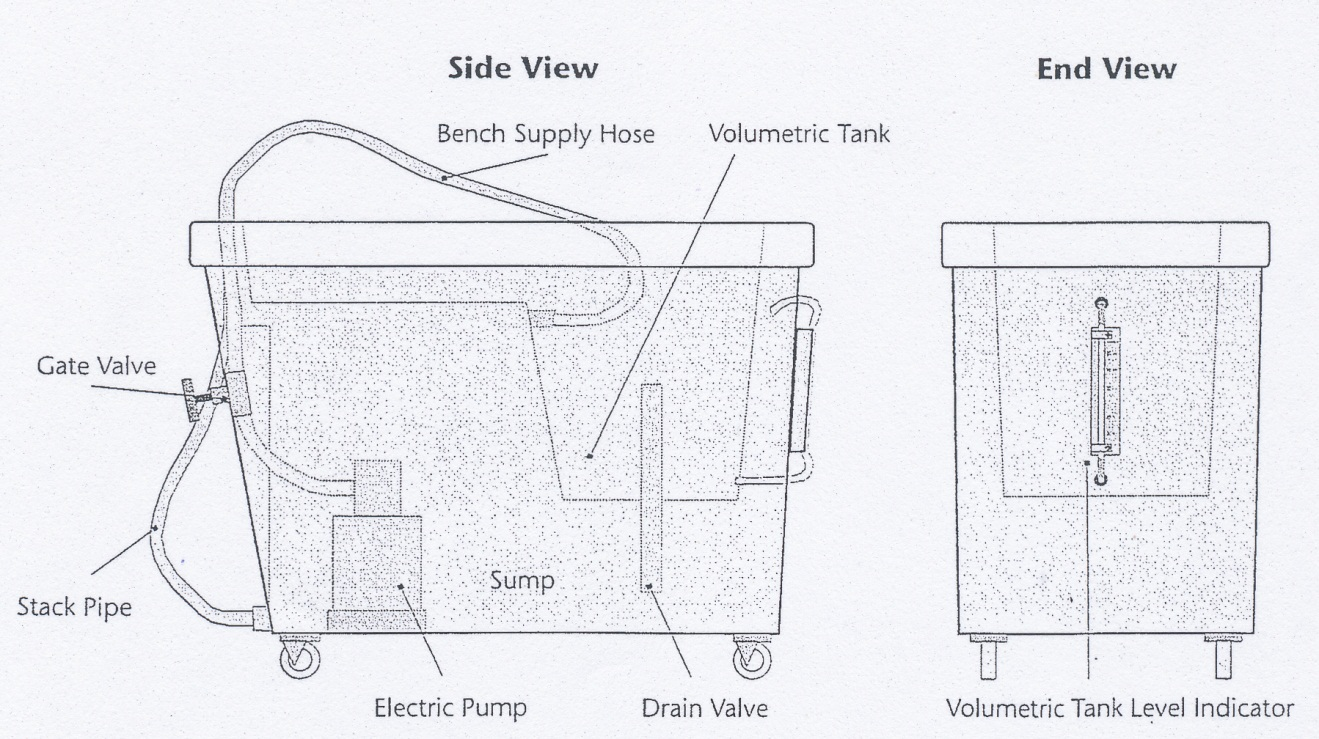 Side View
End View
Bench Supply Hose
Volumetric Tank
Gate Valve
Sump
Stack Pipe
Electric Pump
Drain Valve
Volumetric Tank Level Indicator